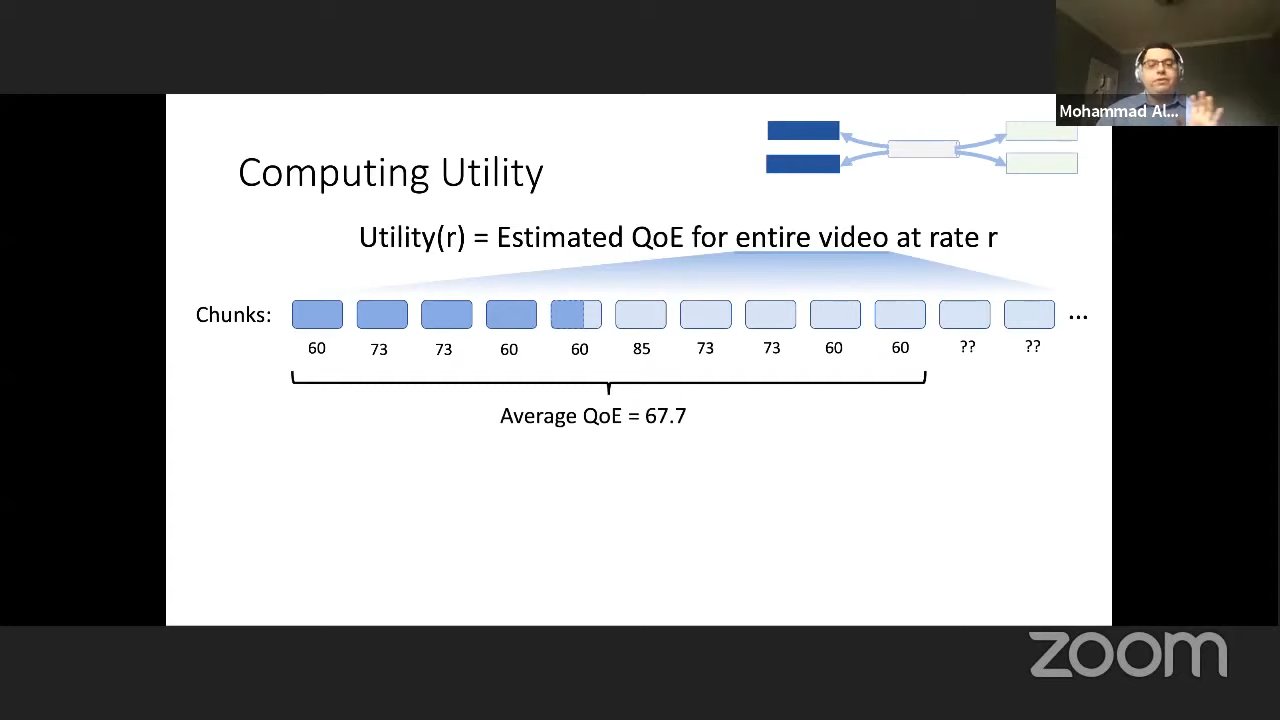 Mohammad Al...
Computing Utility
Utility(r) = Estimated QoE for entire video at rate r
Chunks:
...
60 73 73 60 60 85 73 73 60 60 ?? ??
Average QoE = 67.7
zoom